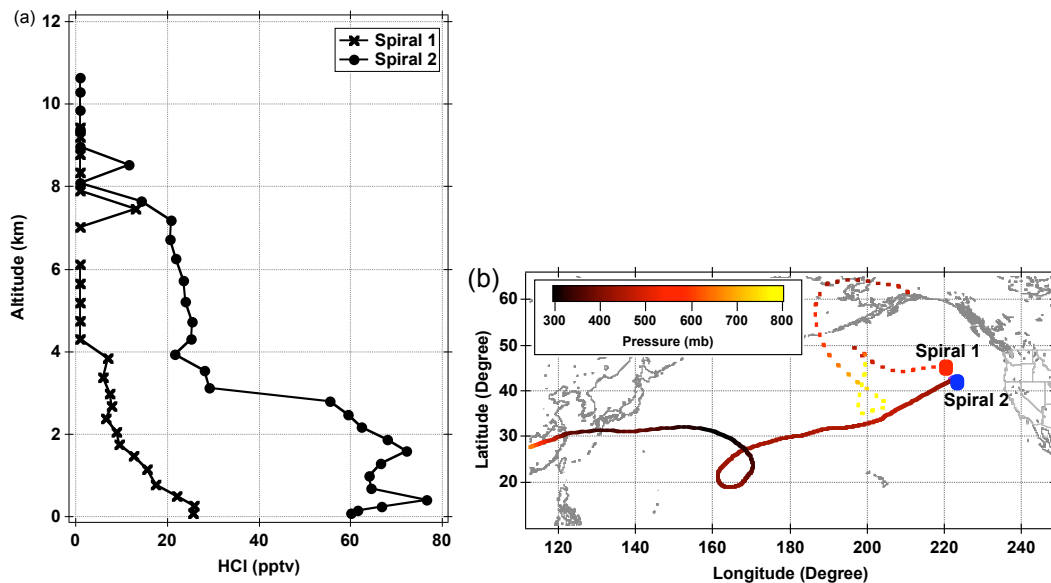 (a)
Spiral 1
Spiral 2
12
10
8
6
4
2
0
Altitude (km)
0 20 40 60 80
HCl (pptv)
(b)
300 400 500 600 700 800
Pressure (mb)
60
50
40
30
20
Latitude (Degree)
Spiral 1
Spiral 2
120 140 160 180 200 220 240
Longitude (Degree)